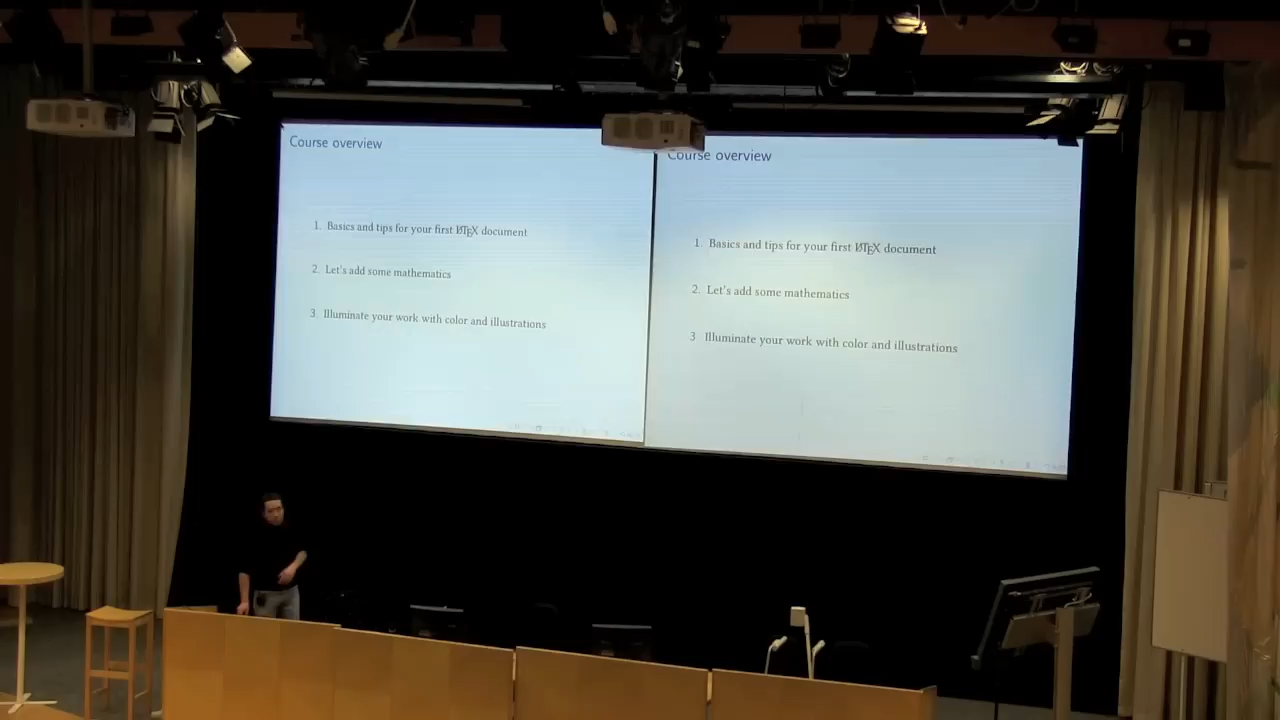 Course overview
1. Basics and tips for your first LATEX document
2. Let's add some mathematics
3. Illuminate your work with color and illustrations
Course overview
1. Basics and tips for your first LATEX document
2. Let's add some mathematics
3 Illuminate your work with color and illustrations